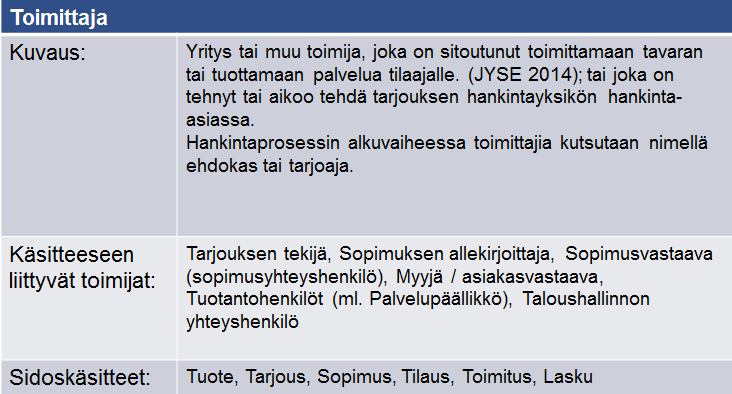 Toimittaja
Kuvaus:
Yritys tai muu toimija, joka on sitoutunut toimittamaan tavaran
tai tuottamaan palvelua tilaajalle. (JYSE 2014); tai joka on
tehnyt tai aikoo tehdä tarjouksen hankintayksikön hankinta-
asiassa.
Hankintaprosessin alkuvaiheessa toimittajia kutsutaan nimellä
ehdokas tai tarjoaja.
Käsitteeseen
liittyvät toimijat:
Tarjouksen tekijä, Sopimuksen allekirjoittaja, Sopimusvastaava
(sopimusyhteyshenkilö), Myyjä / asiakasvastaava,
Tuotantohenkilöt (ml. Palvelupäällikkö), Taloushallinnon
yhteyshenkilö
Sidoskäsitteet:
Tuote, Tarjous, Sopimus, Tilaus, Toimitus, Lasku